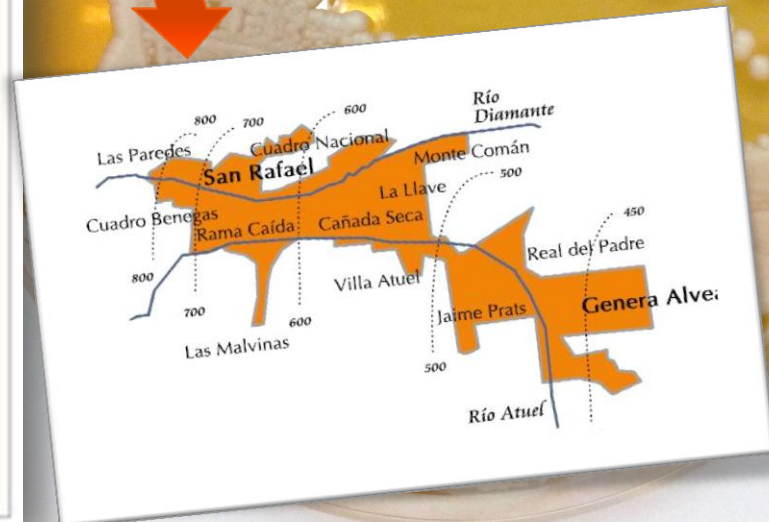 800
700
600
Río
Diamante
Las Paredes
Cuadro Nacional
San Rafael
Monte Comán
La Llave
500
Cuadro Benegas
Rama Caída
Cañada Seca
450
Real del Padre
800
Villa Atuel
700
600
Jaime Prats
Genera Alvea
Las Malvinas
500
Río Atuel